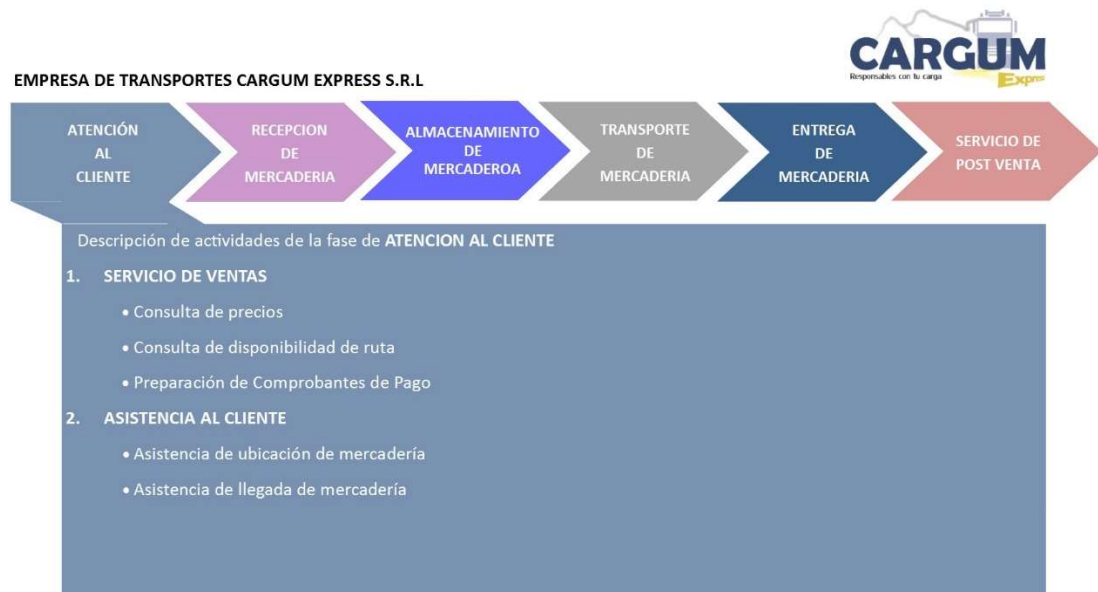 CARGUM
Responsables con tu carga
Expres
EMPRESA DE TRANSPORTES CARGUM EXPRESS S.R.L
ATENCIÓN
AL
CLIENTE
RECEPCION
DE
MERCADERIA
ALMACENAMIENTO
DE
MERCADEROA
TRANSPORTE
DE
MERCADERIA
ENTREGA
DE
MERCADERIA
SERVICIO DE
POST VENTA
Descripción de actividades de la fase de ATENCION AL CLIENTE
1. SERVICIO DE VENTAS
• Consulta de precios
• Consulta de disponibilidad de ruta
• Preparación de Comprobantes de Pago
2. ASISTENCIA AL CLIENTE
• Asistencia de ubicación de mercadería
• Asistencia de llegada de mercadería